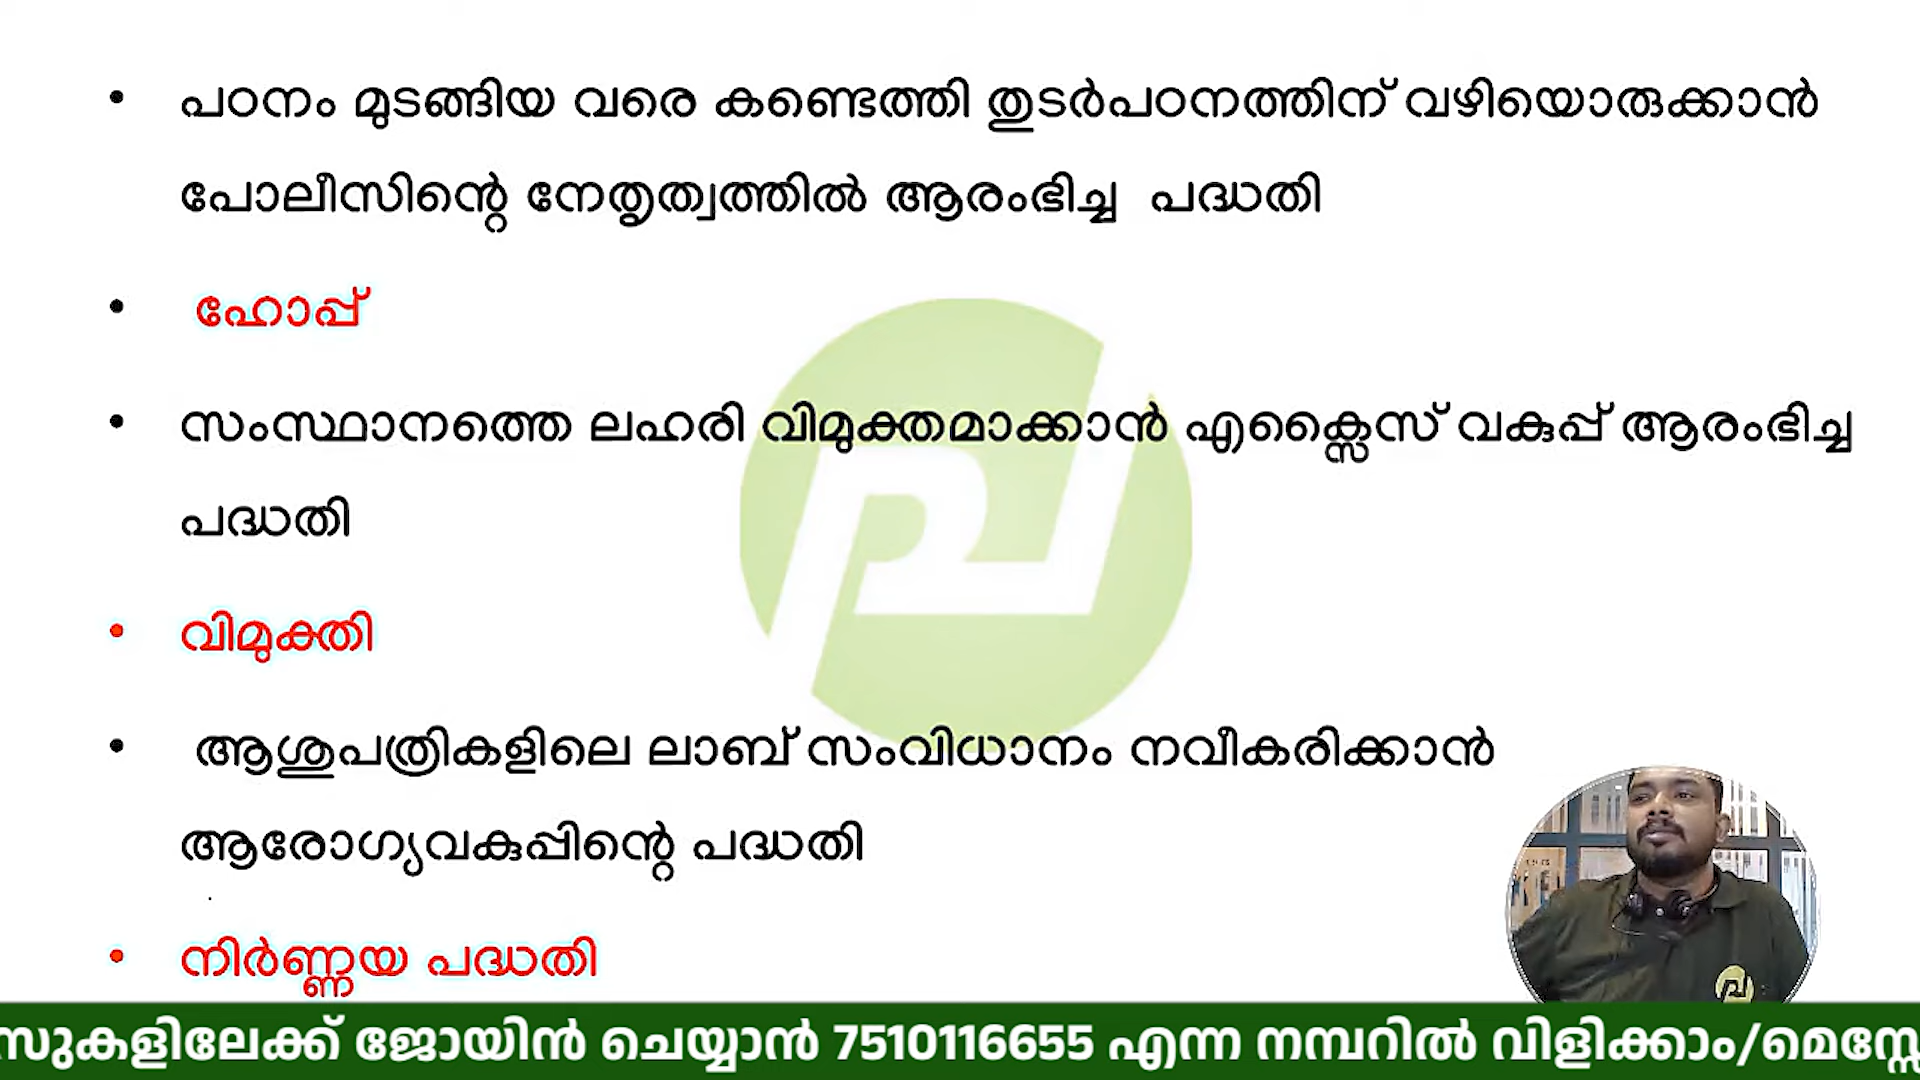 • പഠനം മുടങ്ങിയ വരെ കണ്ടെത്തി തുടർപഠനത്തിന് വഴിയൊരുക്കാൻ
പോലീസിന്റെ നേതൃത്വത്തിൽ ആരംഭിച്ച പദ്ധതി
• ഹോപ്പ്
• സംസ്ഥാനത്തെ ലഹരി വിമുക്തമാക്കാൻ എക്സൈസ് വകുപ്പ് ആരംഭിച്ച
പദ്ധതി
• വിമുക്തി
• ആശുപത്രികളിലെ ലാബ് സംവിധാനം നവീകരിക്കാൻ
ആരോഗ്യവകുപ്പിന്റെ പദ്ധതി
• നിർണ്ണയ പദ്ധതി
സുകളിലേക്ക് ജോയിൻ ചെയ്യാൻ 7510116655 എന്ന നമ്പറിൽ വിളിക്കാം/മെസ്സേ